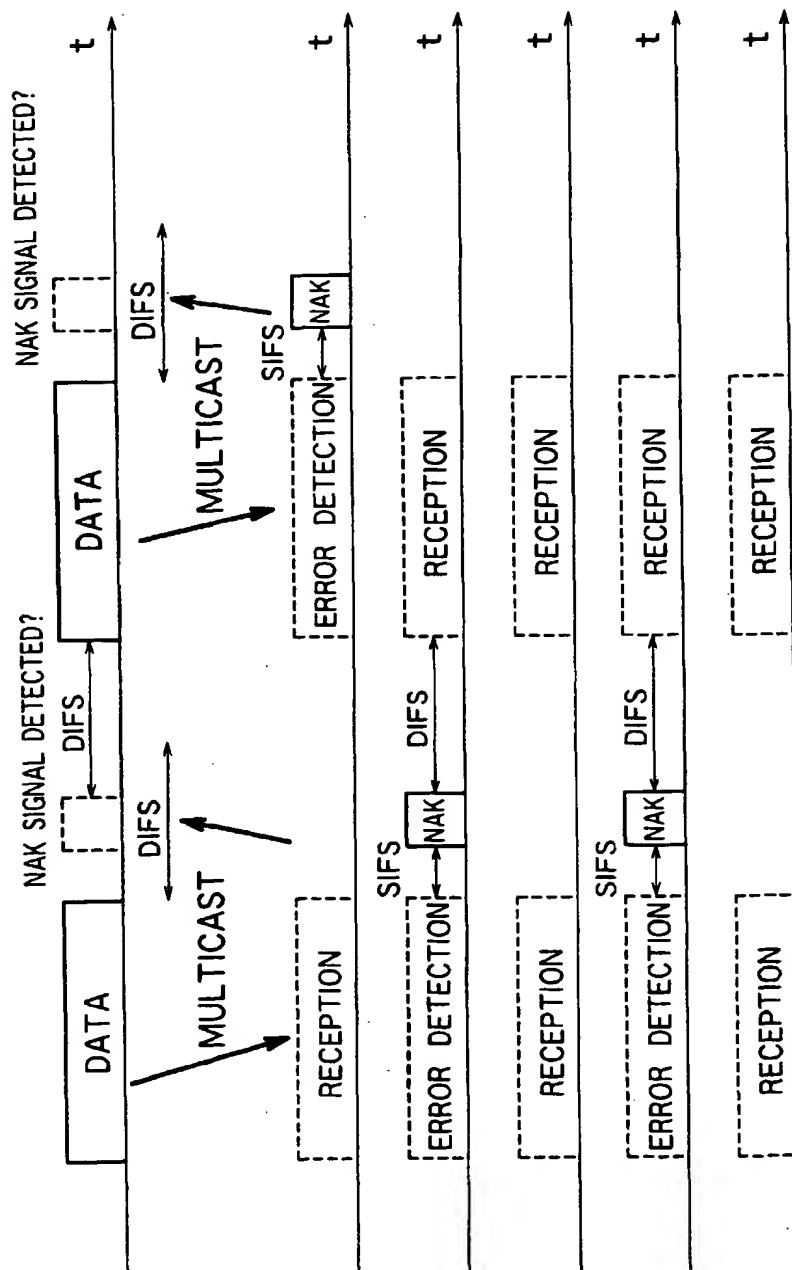 NAK SIGNAL DETECTED?
NAK SIGNAL DETECTED?
DATA
DIFS
DATA
t
DIFS
DIFS
MULTICAST
MULTICAST
SIFS
RECEPTION
ERROR DETECTION
NAK
t
SIFS
DIFS
ERROR DETECTION
NAK
RECEPTION
t
RECEPTION
RECEPTION
t
SIFS
DIFS
ERROR DETECTION
NAK
RECEPTION
t
RECEPTION
RECEPTION